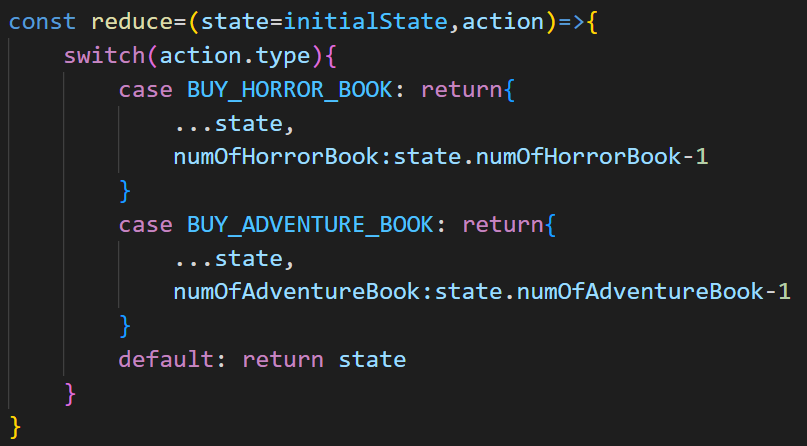 const reduce=(state=initialState,action)=>{
switch(action.type){
case BUY_HORROR_BOOK: return{
...state,
numOfHorrorBook:state.numOfHorrorBook-1
}
case BUY_ADVENTURE_BOOK: return{
...state,
numOfAdventureBook:state.numOfAdventureBook-1
}
default: return state
}
}